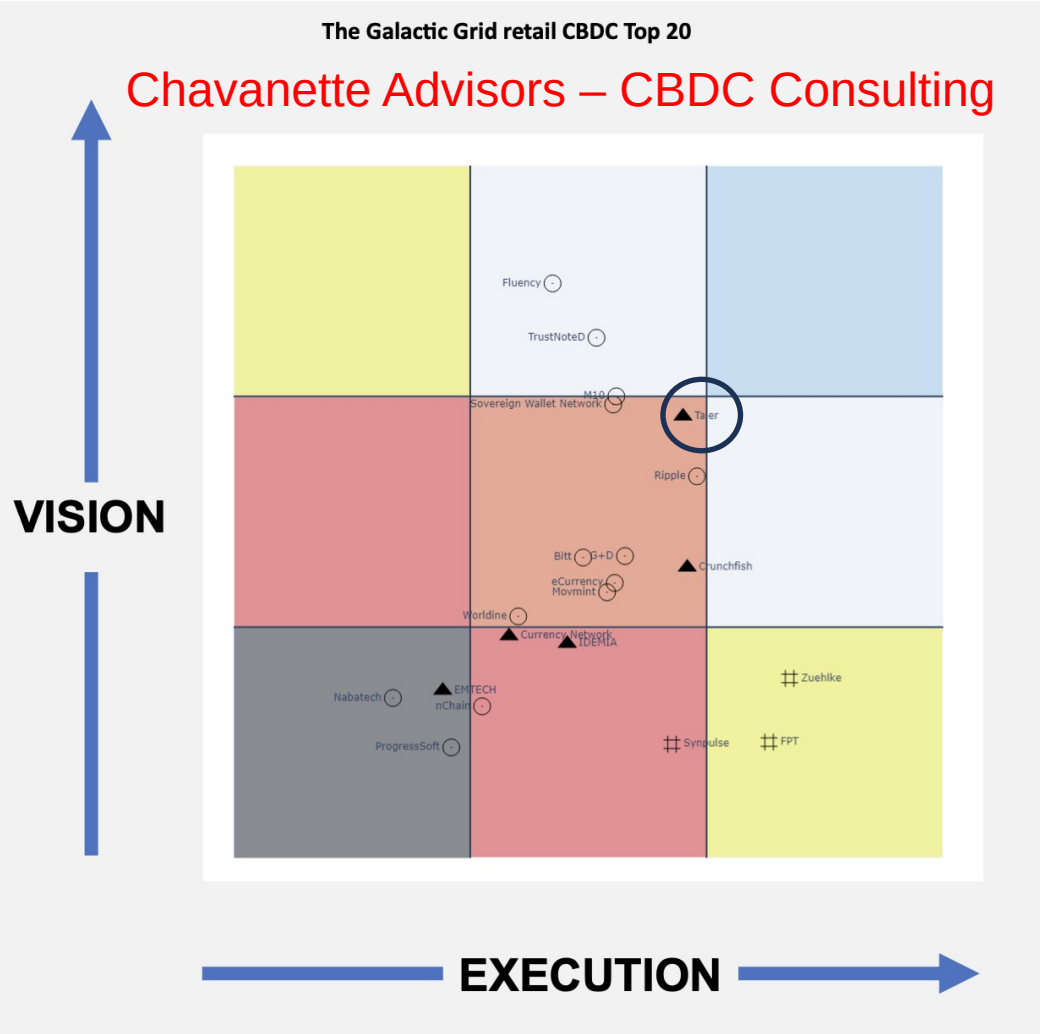 The Galactic Grid retail CBDC Top 20
Chavanette Advisors – CBDC Consulting
Fluency
TrustNoteD
M10
Sovereign Wallet Network
Taler
Ripple
VISION
Bitt
G+D
Crunchfish
eCurrency
Movmint
Worldine
Currency Network
IDEMIA
Zuehlke
EMTECH
Nabatech
nChain
ProgressSoft
Synpulse
FPT
EXECUTION